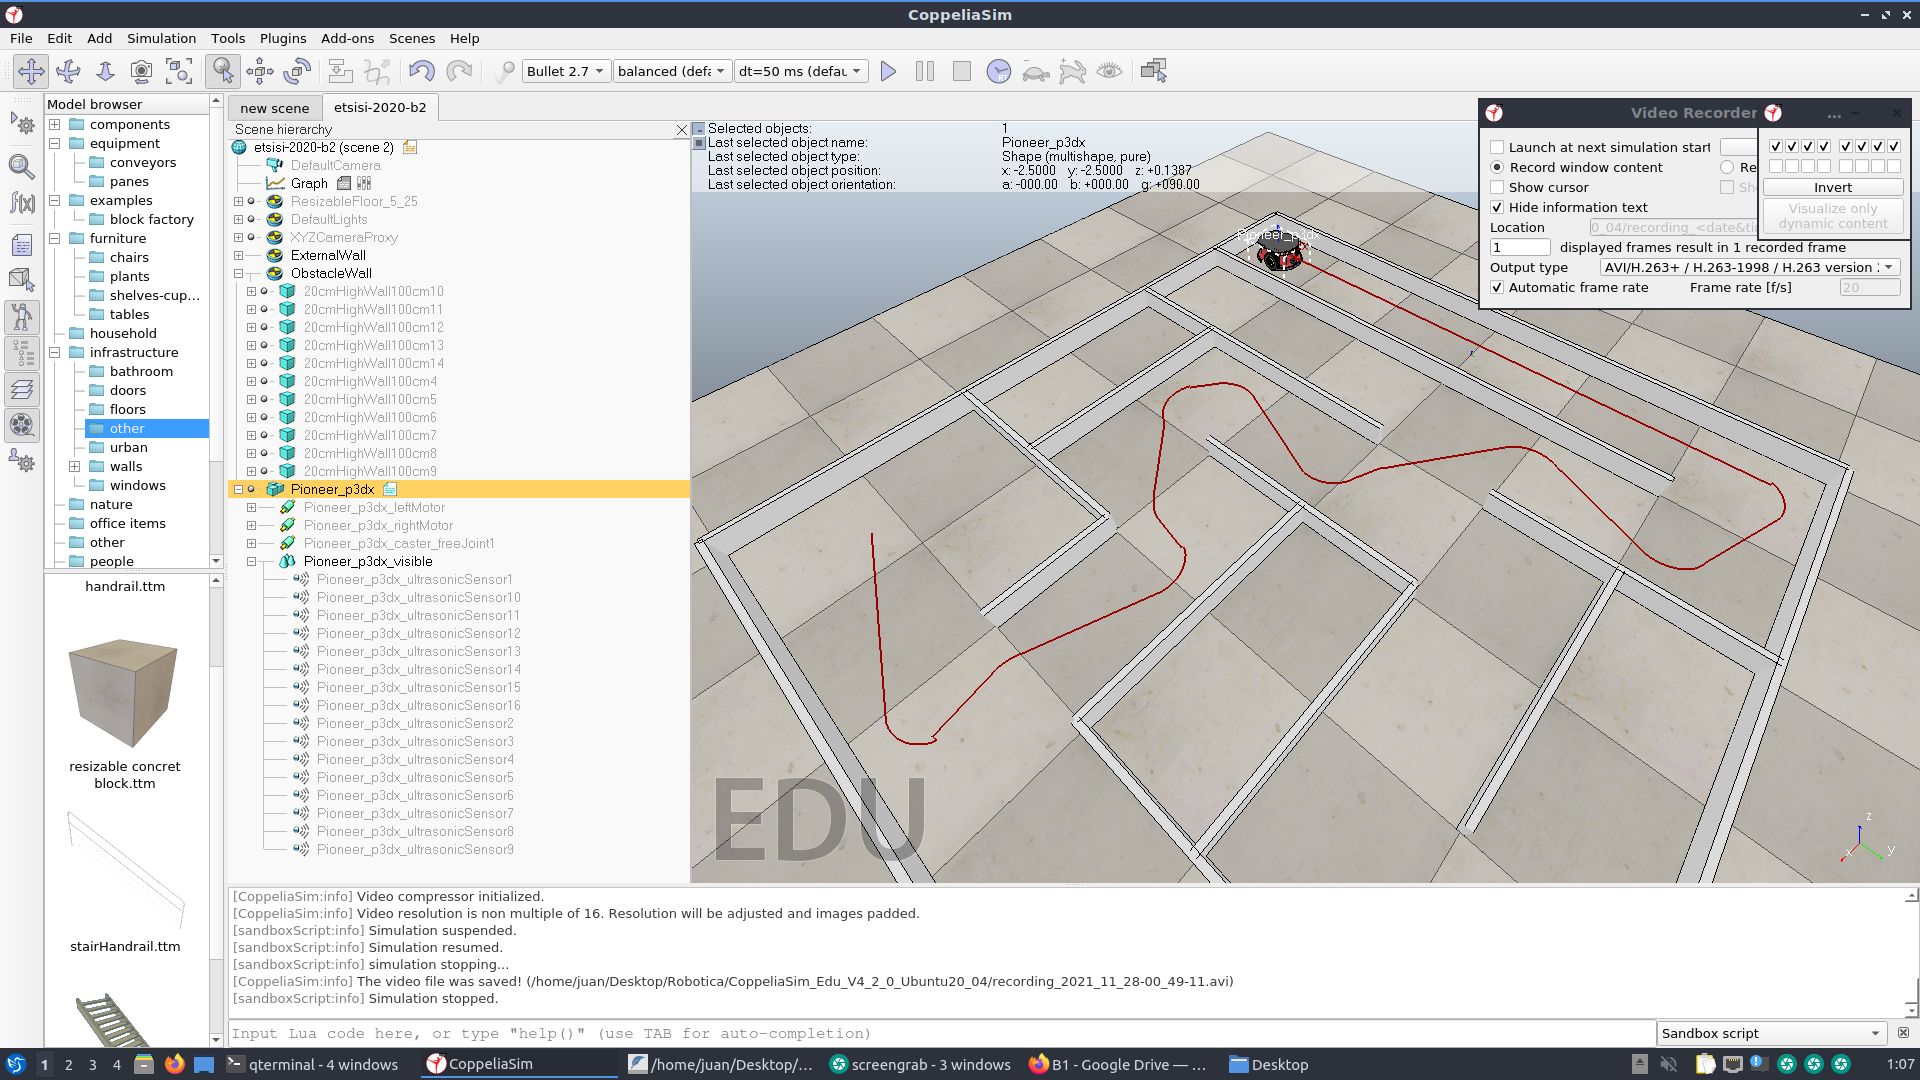 CoppeliaSim
File Edit Add Simulation Tools Plugins Add-ons Scenes Help
Bullet 2.7 balanced (defa dt=50 ms (defau
Model browser
components
equipment
conveyors
panes
examples
block factory
furniture
chairs
plants
shelves-cup...
tables
household
infrastructure
bathroom
doors
floors
other
urban
walls
windows
nature
office items
other
people
handrail.ttm
resizable concret
block.ttm
stairHandrail.ttm
new scene etsisi-2020-b2
Scene hierarchy
etsisi-2020-b2 (scene 2)
DefaultCamera
Graph
ResizableFloor_5_25
DefaultLights
XYZCameraProxy
ExternalWall
ObstacleWall
20cmHighWall100cm10
20cmHighWall100cm11
20cmHighWall100cm12
20cmHighWall100cm13
20cmHighWall100cm14
20cmHighWall100cm4
20cmHighWall100cm5
20cmHighWall100cm6
20cmHighWall100cm7
20cmHighWall100cm8
20cmHighWall100cm9
Pioneer_p3dx
Pioneer_p3dx_leftMotor
Pioneer_p3dx_rightMotor
Pioneer_p3dx_caster_freeJoint1
Pioneer_p3dx_visible
Pioneer_p3dx_ultrasonicSensor1
Pioneer_p3dx_ultrasonicSensor10
Pioneer_p3dx_ultrasonicSensor11
Pioneer_p3dx_ultrasonicSensor12
Pioneer_p3dx_ultrasonicSensor13
Pioneer_p3dx_ultrasonicSensor14
Pioneer_p3dx_ultrasonicSensor15
Pioneer_p3dx_ultrasonicSensor16
Pioneer_p3dx_ultrasonicSensor2
Pioneer_p3dx_ultrasonicSensor3
Pioneer_p3dx_ultrasonicSensor4
Pioneer_p3dx_ultrasonicSensor5
Pioneer_p3dx_ultrasonicSensor6
Pioneer_p3dx_ultrasonicSensor7
Pioneer_p3dx_ultrasonicSensor8
Pioneer_p3dx_ultrasonicSensor9
Selected objects: 1
Last selected object name: Pioneer_p3dx
Last selected object type: Shape (multishape, pure)
Last selected object position: x: -2.5000 y: -2.5000 z: +0.1387
Last selected object orientation: a: -000.00 b: +000.00 g: +090.00
Pioneer_p3dx
Video Recorder
Launch at next simulation start
Record window content Re
Show cursor Sh
Hide information text
Location 0_04/recording_<date&ti
1 displayed frames result in 1 recorded frame
Output type AVI/H.263+ / H.263-1998 / H.263 version
Automatic frame rate Frame rate [f/s] 20
...
Invert
Visualize only
dynamic content
EDU
z
x
y
[CoppeliaSim:info] Video compressor initialized.
[CoppeliaSim:info] Video resolution is non multiple of 16. Resolution will be adjusted and images padded.
[sandboxScript:info] Simulation suspended.
[sandboxScript:info] Simulation resumed.
[sandboxScript:info] simulation stopping...
[CoppeliaSim:info] The video file was saved! (/home/juan/Desktop/Robotica/CoppeliaSim_Edu_V4_2_0_Ubuntu20_04/recording_2021_11_28-00_49-11.avi)
[sandboxScript:info] Simulation stopped.
Input Lua code here, or type "help()" (use TAB for auto-completion) Sandbox script
1 2 3 4 qterminal - 4 windows CoppeliaSim /home/juan/Desktop/... screengrab - 3 windows B1 - Google Drive — ... Desktop 1:07